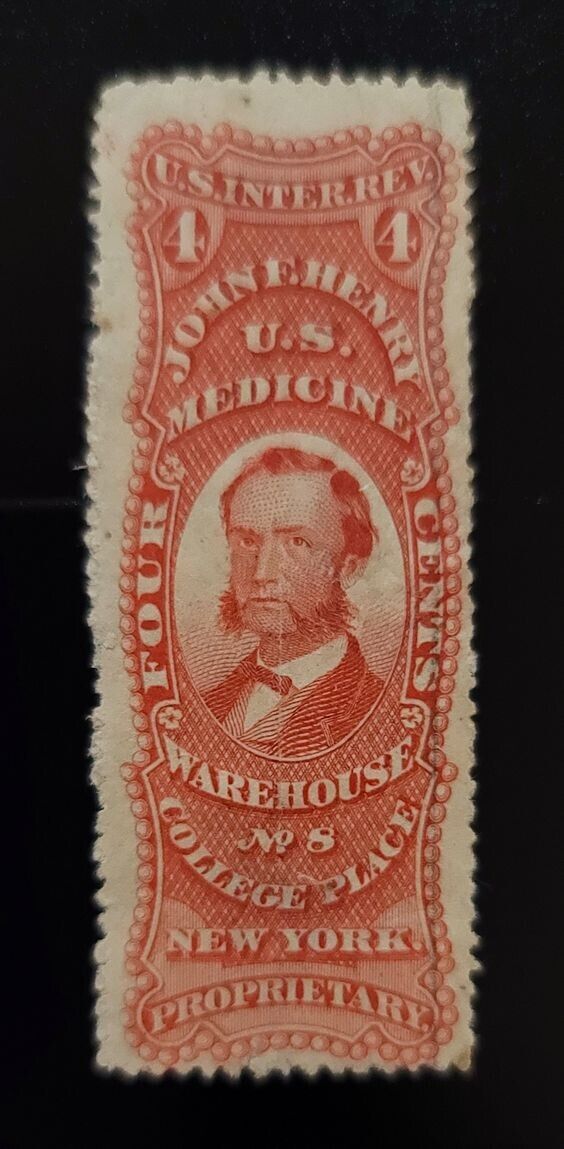 U.S. INTER. REV.
4 4
JOHN F. HENRY
U.S.
MEDICINE
FOUR CENTS
WAREHOUSE
No 8
COLLEGE PLACE
NEW YORK.
PROPRIETARY.